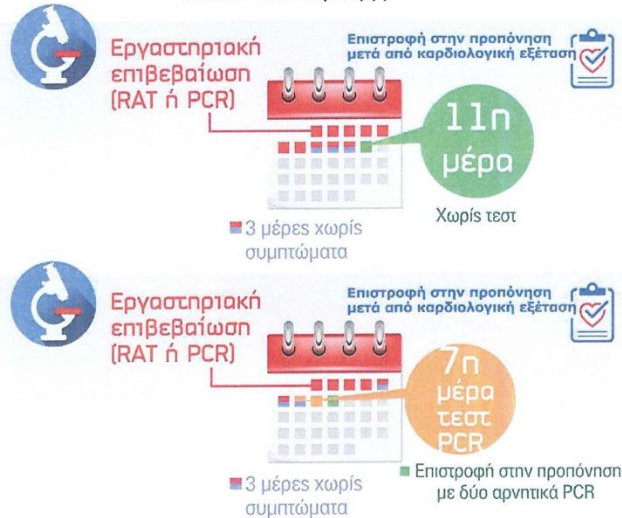 Εργαστηριακή
επιβεβαίωση
(RAT ή PCR)
Επιστροφή στην προπόνηση
μετά από καρδιολογική εξέταση
11η
μέρα
Χωρίς τεστ
3 μέρες χωρίς
συμπτώματα
Εργαστηριακή
επιβεβαίωση
(RAT ή PCR)
Επιστροφή στην προπόνηση
μετά από καρδιολογική εξέταση
7η
μέρα
τεστ
PCR
3 μέρες χωρίς
συμπτώματα
Επιστροφή στην προπόνηση
με δύο αρνητικά PCR